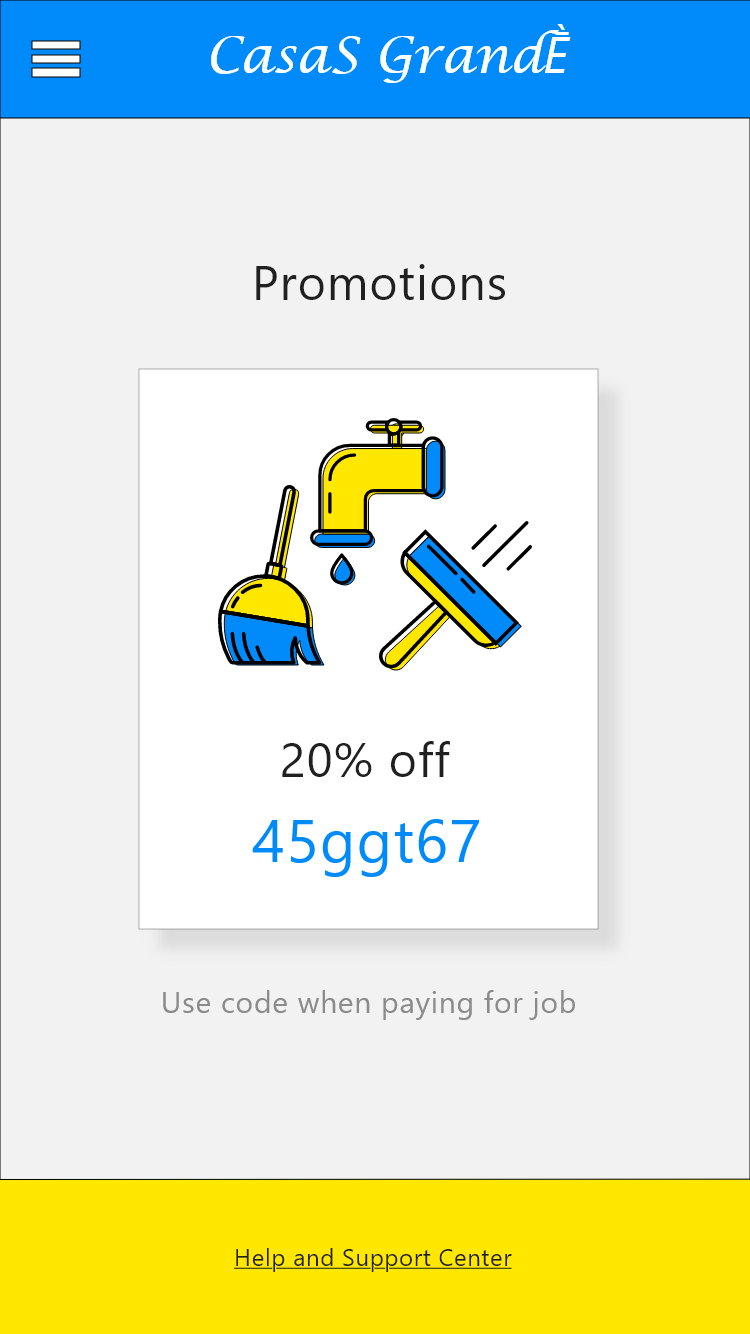 CasaS GrandÈ
Promotions
20% off
45ggt67
Use code when paying for job
Help and Support Center